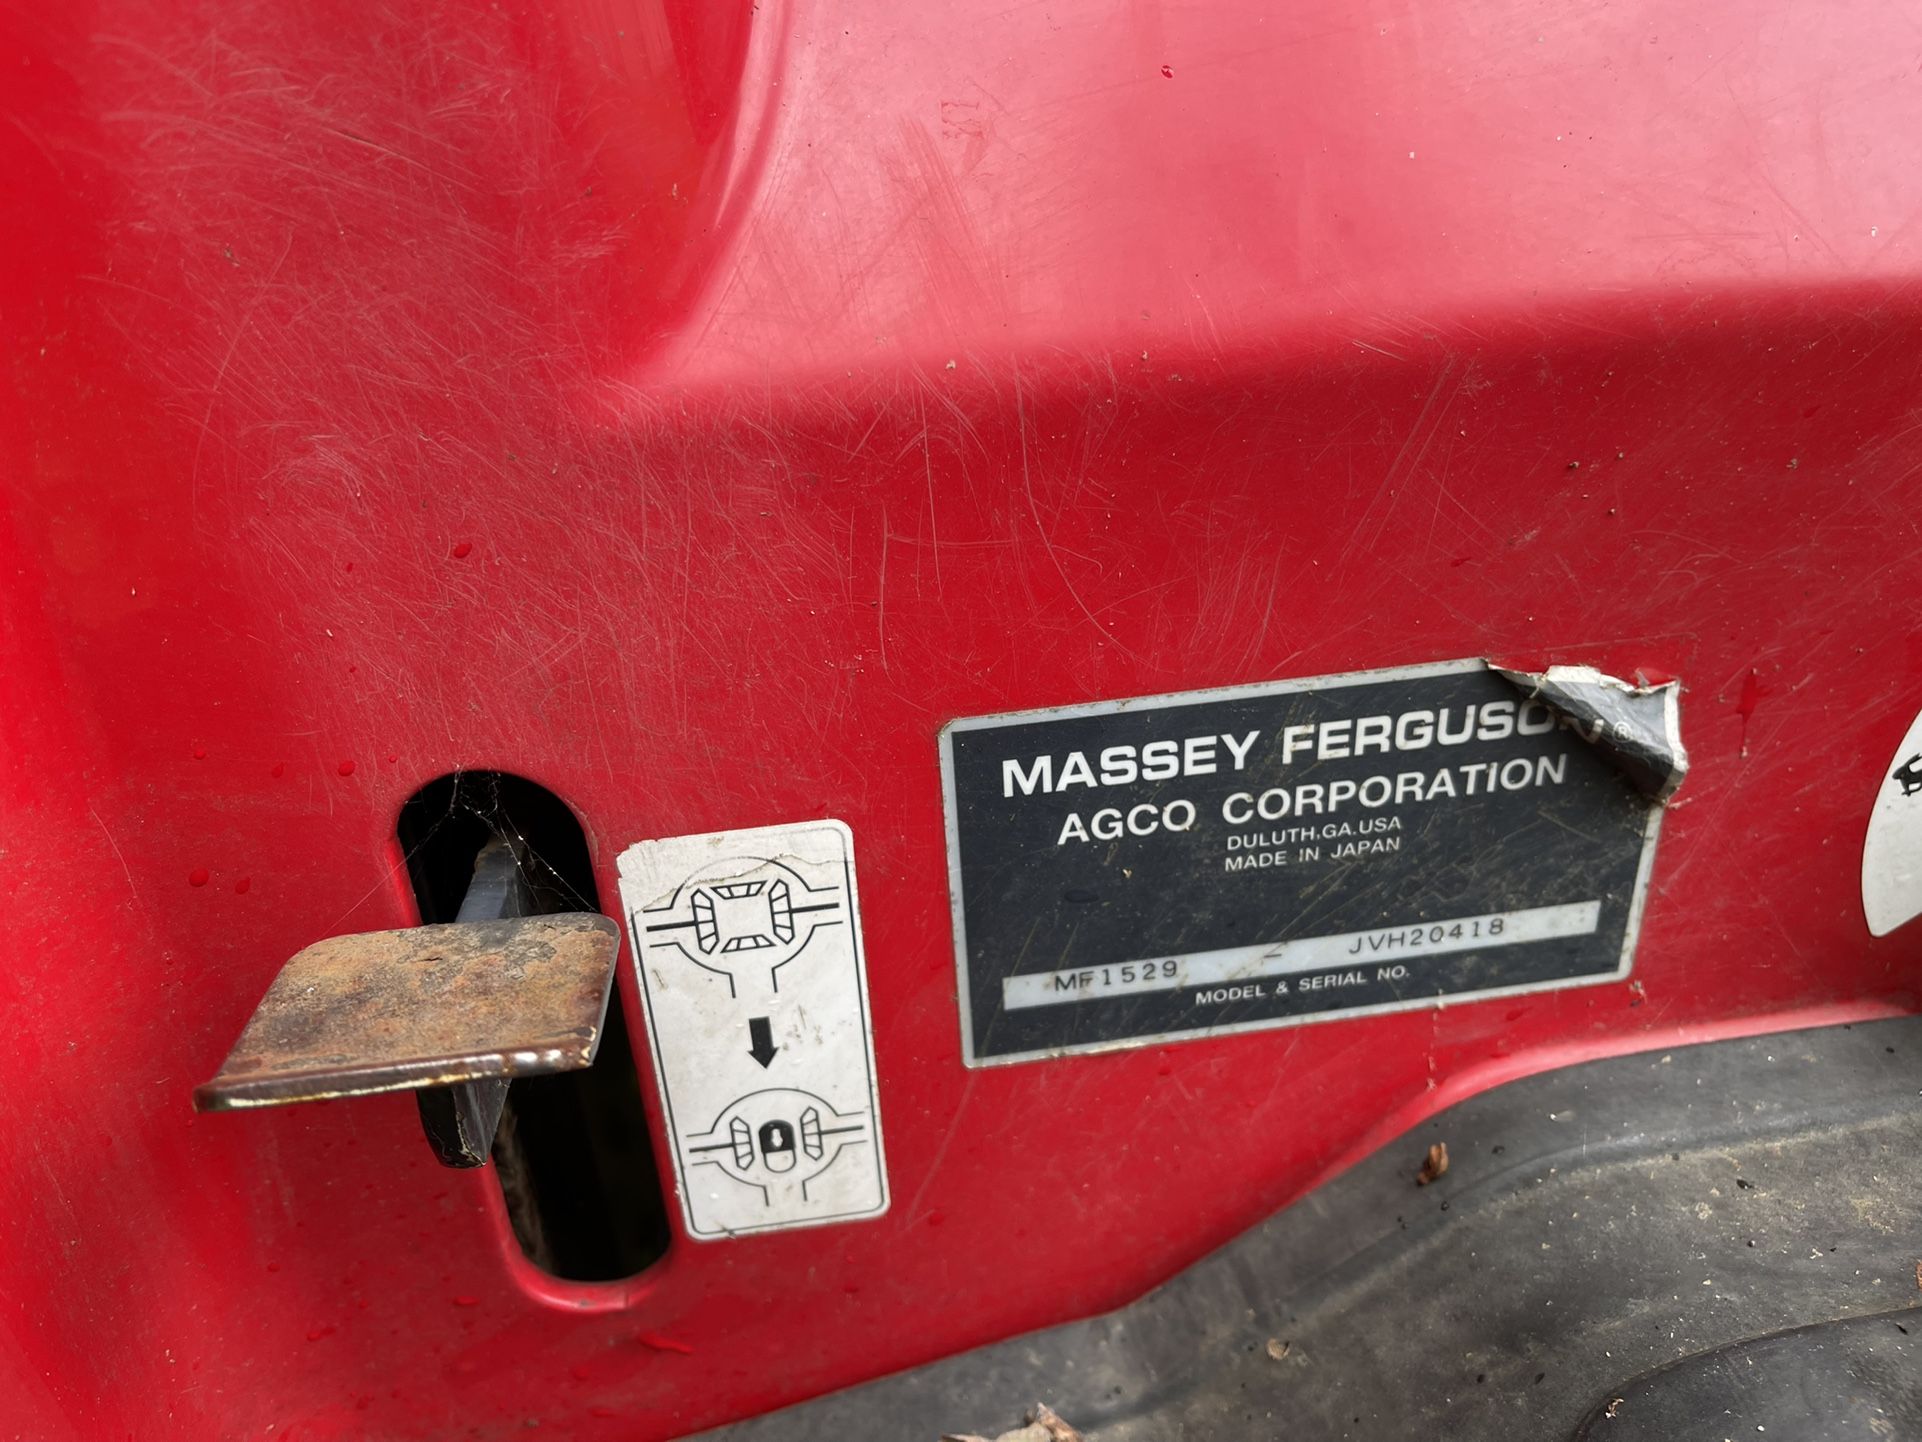 MASSEY FERGUSON®
AGCO CORPORATION
DULUTH,GA.USA
MADE IN JAPAN
MF1529 - JVH20418
MODEL & SERIAL NO.